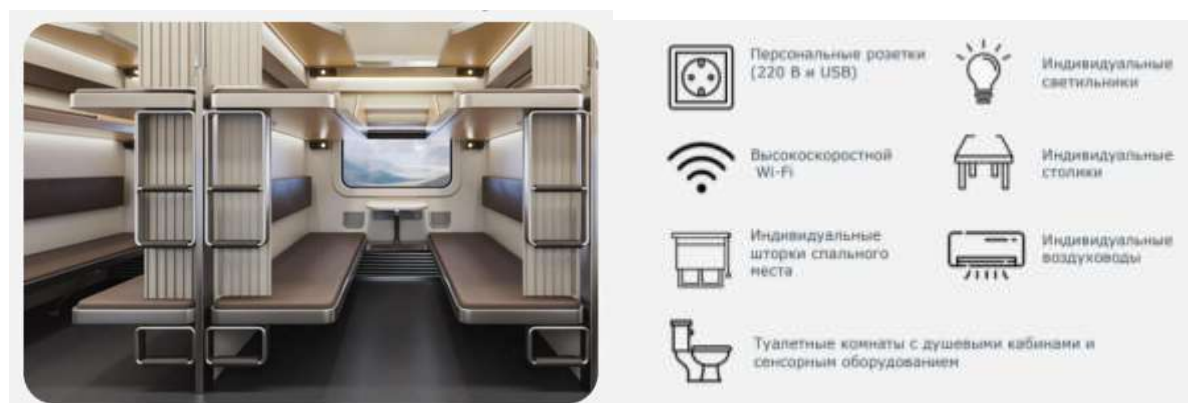 Персональные розетки
(220 В и USB)
Индивидуальные
светильники
Высокоскоростной
Wi-Fi
Индивидуальные
столики
Индивидуальные
шторки спального
места
Индивидуальные
воздуховоды
Туалетные комнаты с душевыми кабинами и
сенсорным оборудованием